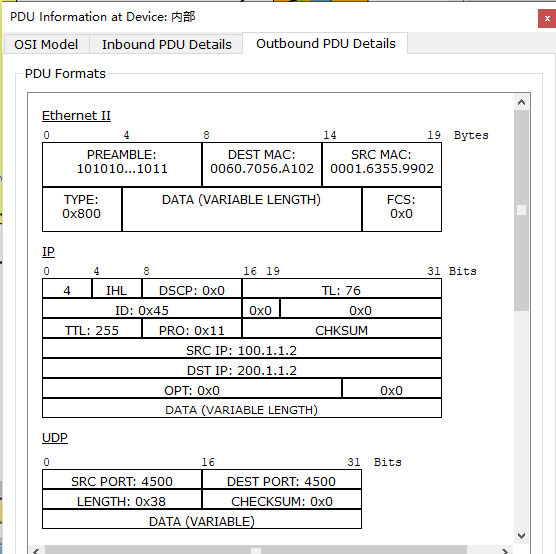 PDU Information at Device: 内部
x
OSI Model Inbound PDU Details Outbound PDU Details
PDU Formats
Ethernet II
0 4 8 14 19 Bytes
PREAMBLE: 101010...1011 DEST MAC: 0060.7056.A102 SRC MAC: 0001.6355.9902
TYPE: 0x800 DATA (VARIABLE LENGTH) FCS: 0x0
IP
0 4 8 16 19 31 Bits
4 IHL DSCP: 0x0 TL: 76
ID: 0x45 0x0 0x0
TTL: 255 PRO: 0x11 CHKSUM
SRC IP: 100.1.1.2
DST IP: 200.1.1.2
OPT: 0x0 0x0
DATA (VARIABLE LENGTH)
UDP
0 16 31 Bits
SRC PORT: 4500 DEST PORT: 4500
LENGTH: 0x38 CHECKSUM: 0x0
DATA (VARIABLE)